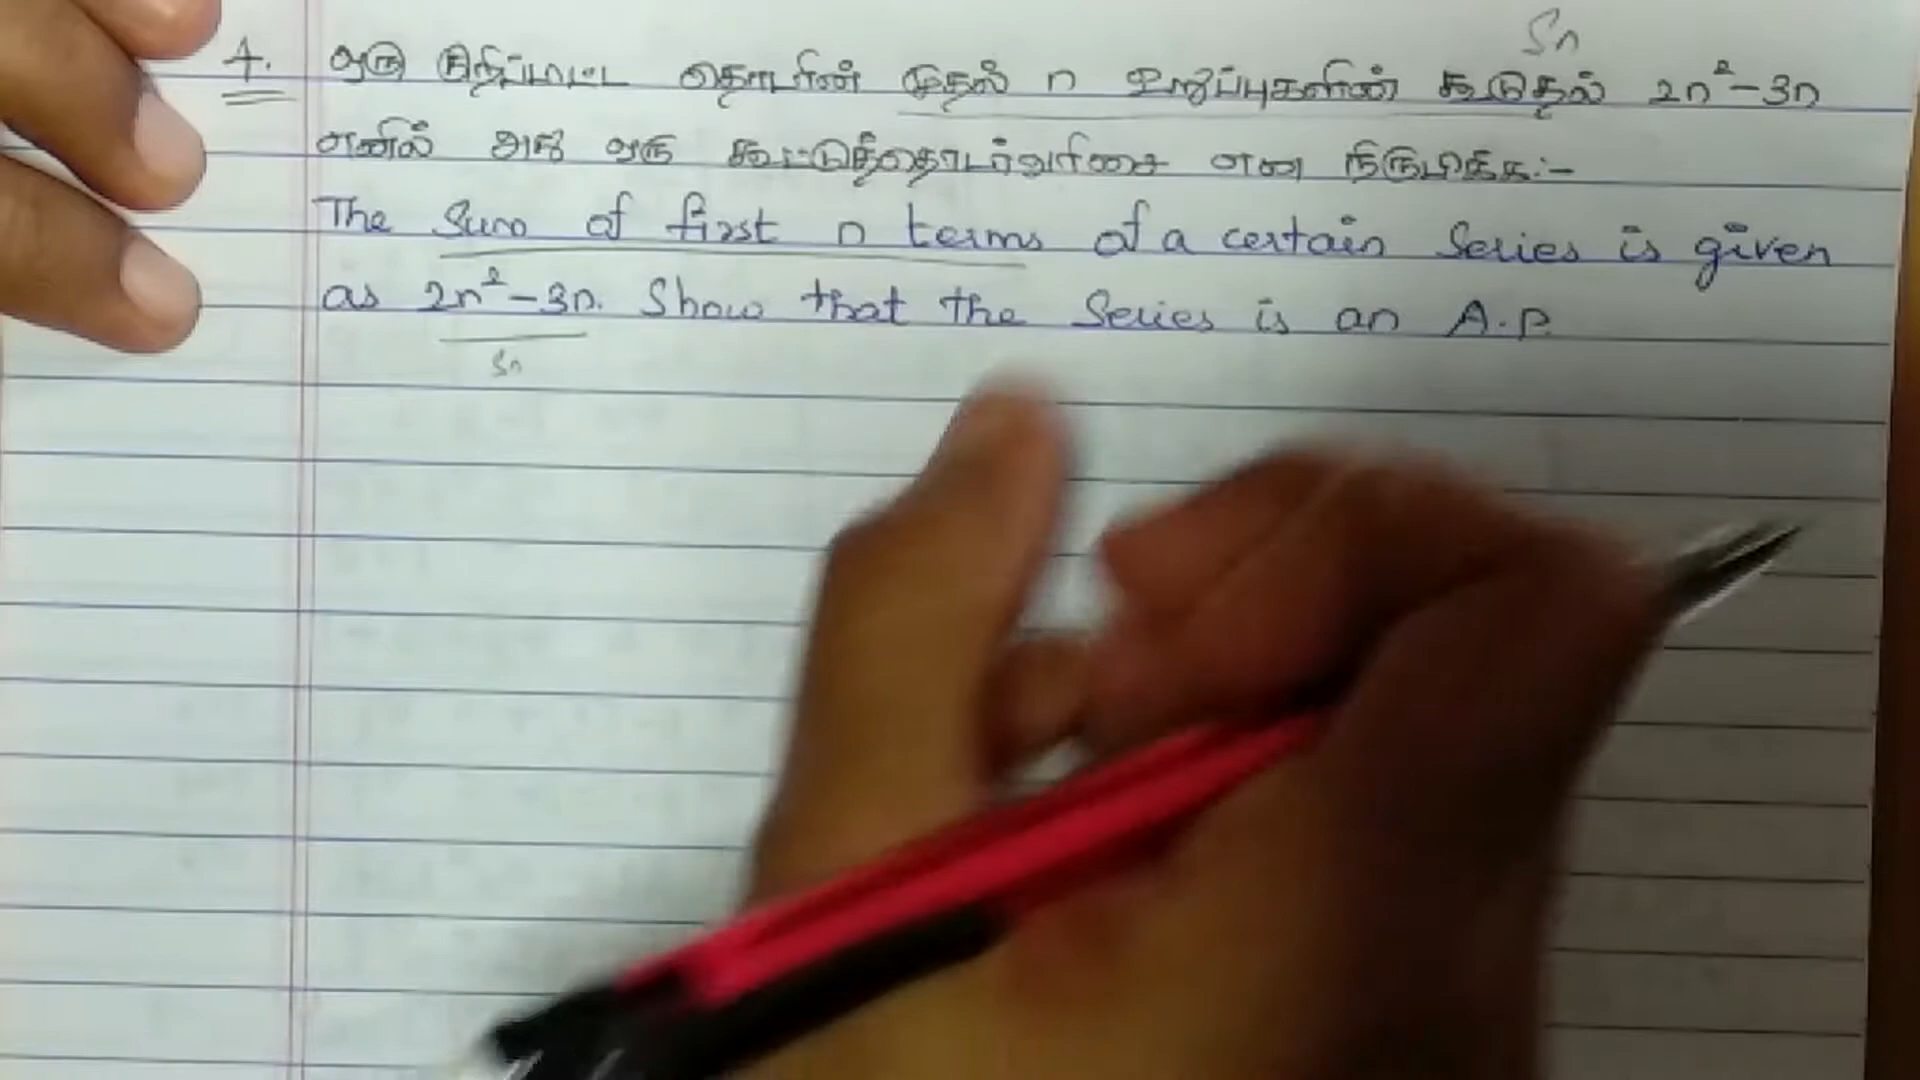 Sn
4. ஒரு குறிப்பிட்ட தொடரின் முதல் n உறுப்புகளின் கூடுதல் 2n²-3n
எனில் அது ஒரு கூட்டுத்தொடர்வரிசை என நிரூபிக்க:-
The Sum of first n terms of a certain Series is given
as 2n²-3n. Show that the Series is an A.P.
Sn